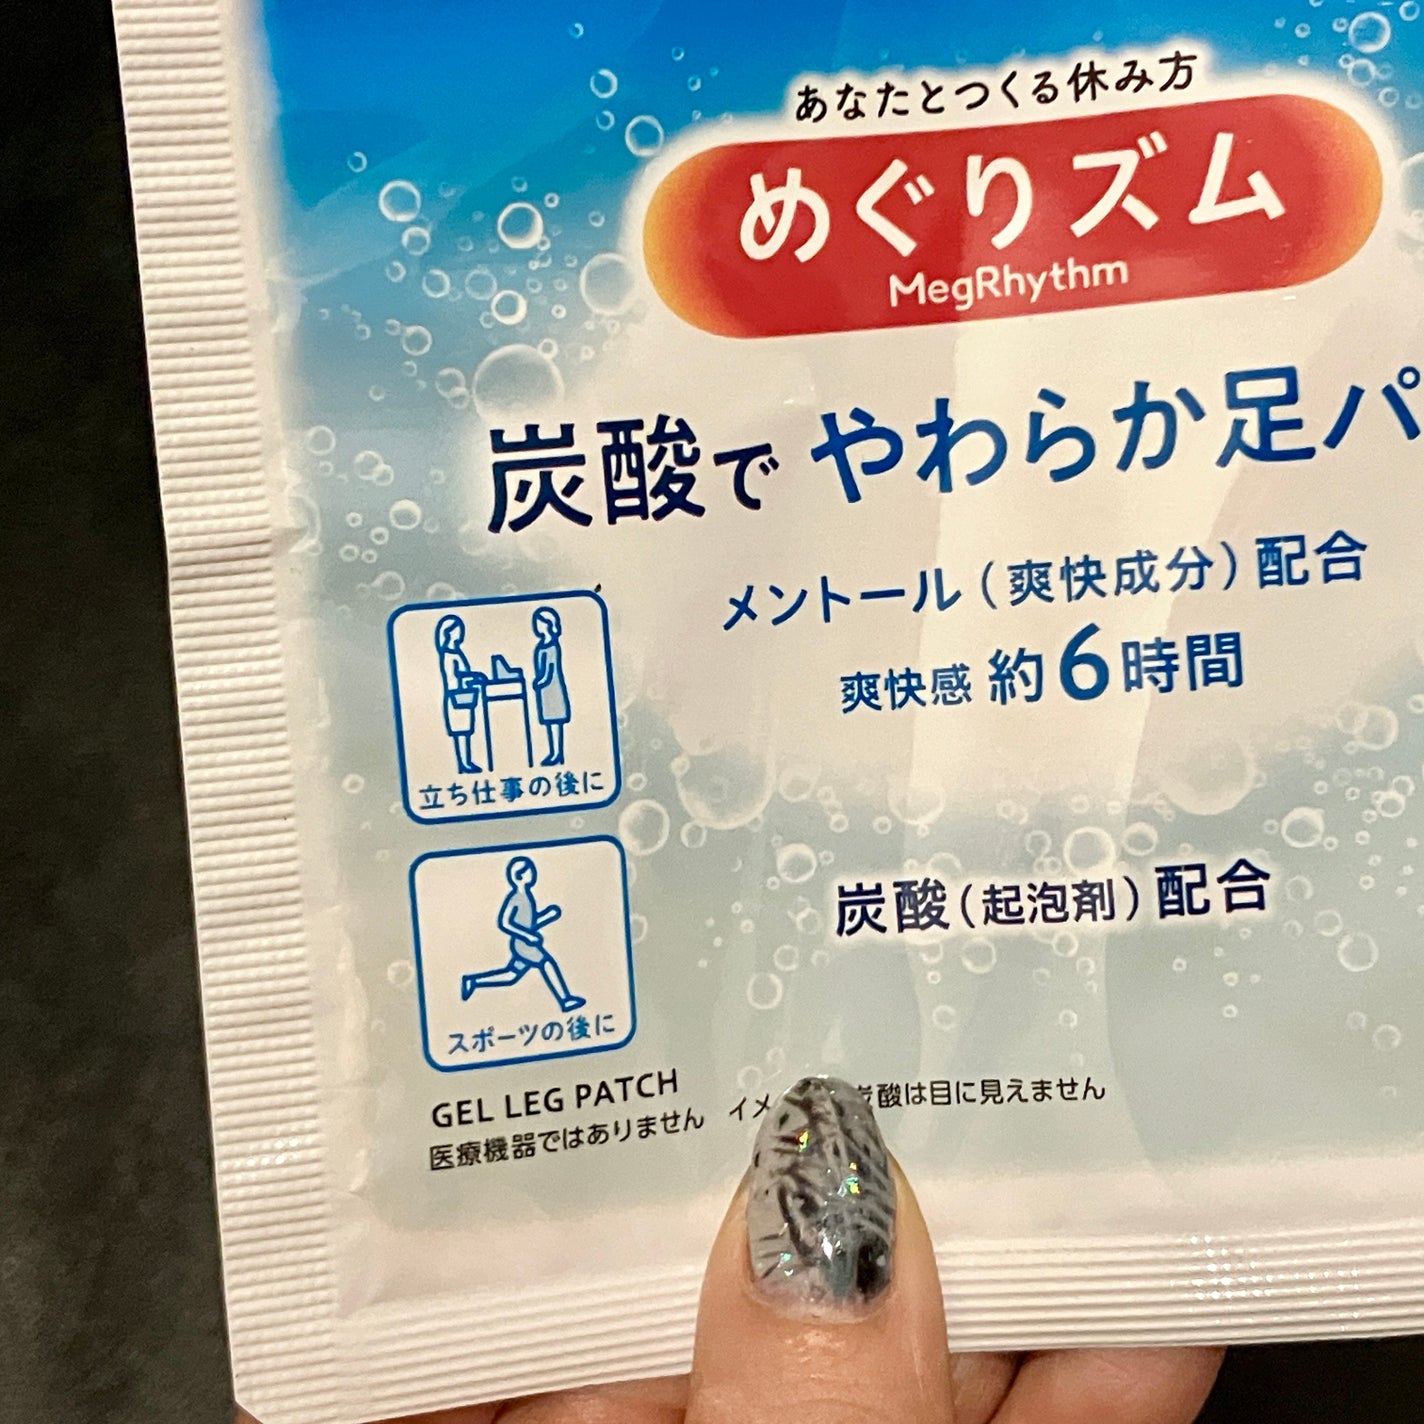 あなたとつくる休み方
めぐりズム
MegRhythm
炭酸でやわらか足パ
メントール（爽快成分）配合
爽快感 約6時間
立ち仕事の後に
炭酸（起泡剤）配合
スポーツの後に
GEL LEG PATCH
医療機器ではありません イメ 炭酸は目に見えません